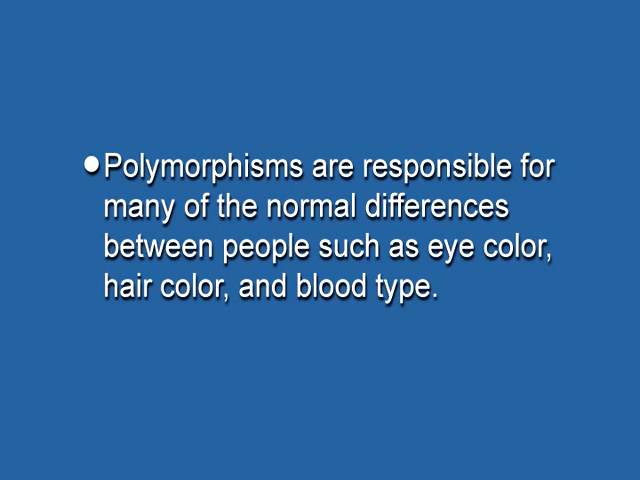 •Polymorphisms are responsible for
many of the normal differences
between people such as eye color,
hair color, and blood type.